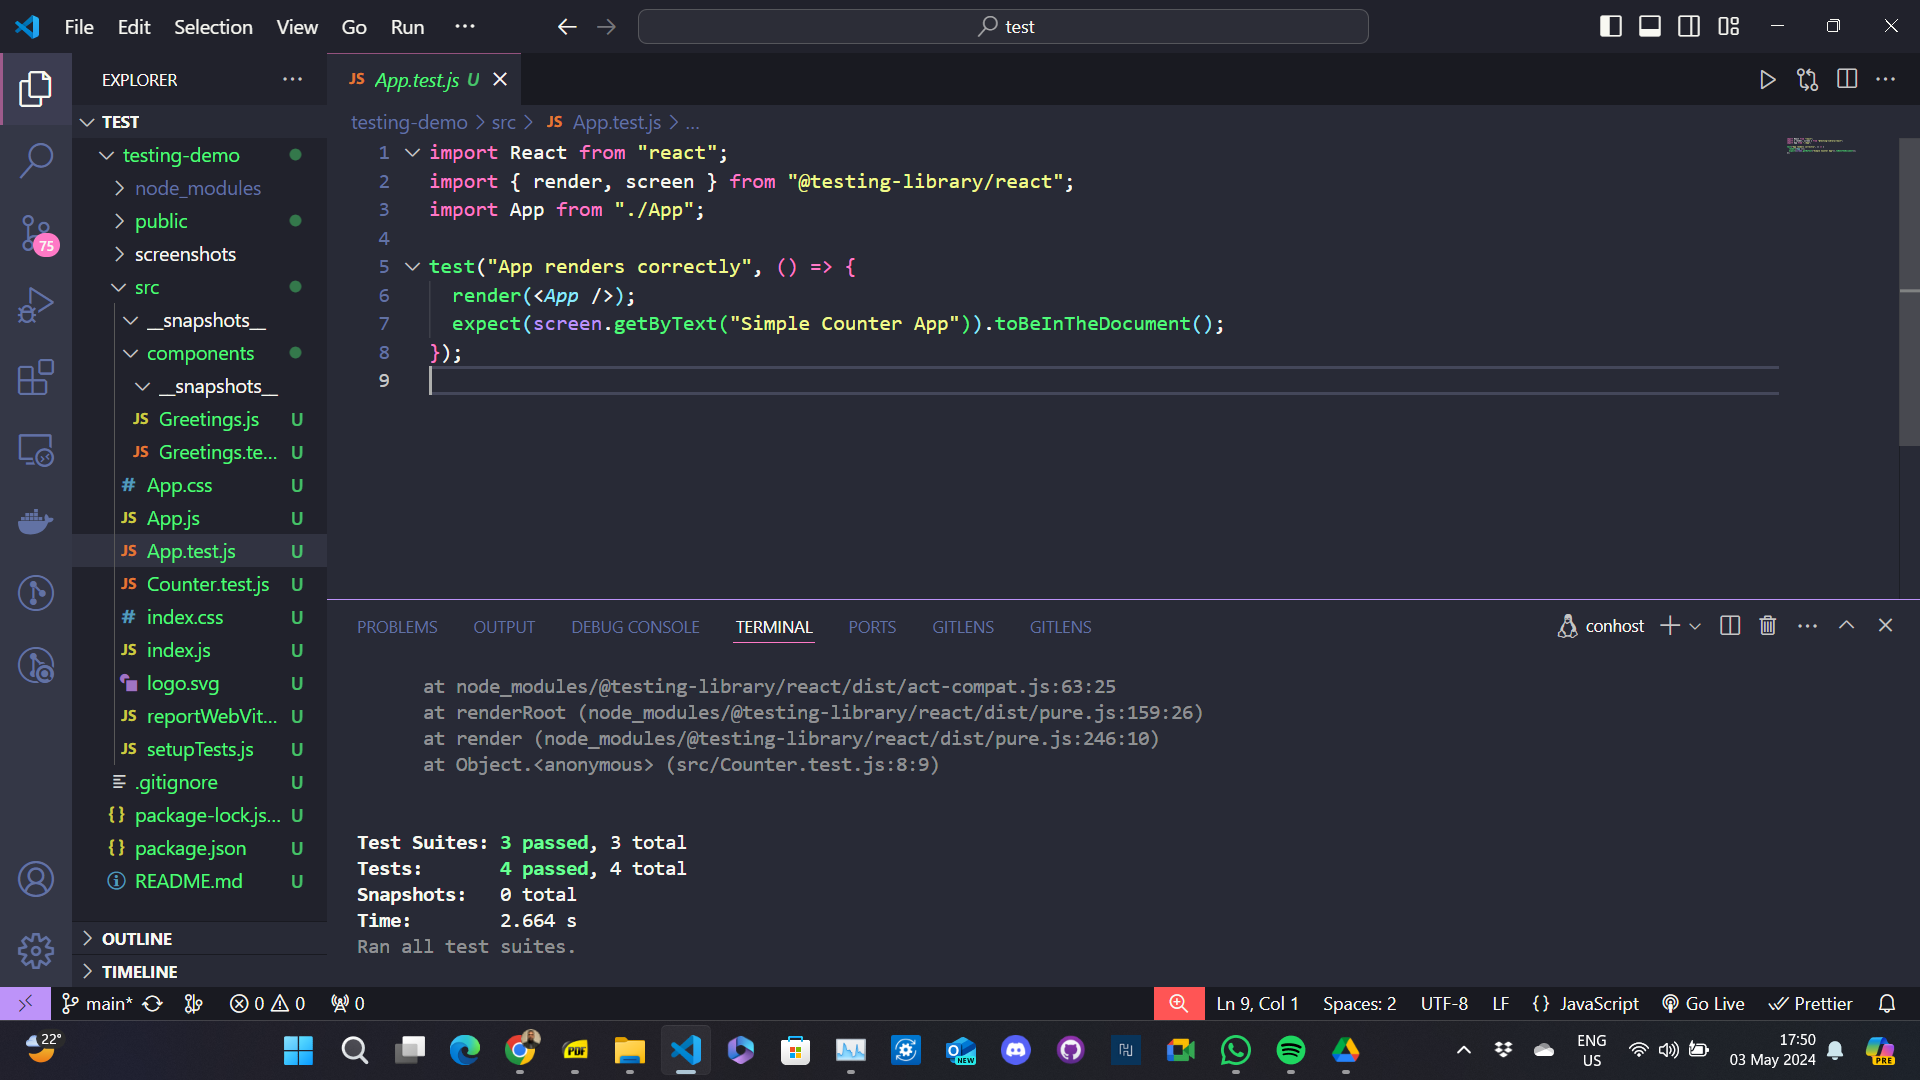 File Edit Selection View Go Run ···
test
EXPLORER
TEST
testing-demo
node_modules
public
screenshots
src
__snapshots__
components
__snapshots__
JS Greetings.js U
JS Greetings.te... U
# App.css U
JS App.js U
JS App.test.js U
JS Counter.test.js U
# index.css U
JS index.js U
logo.svg U
JS reportWebVit... U
JS setupTests.js U
.gitignore U
{} package-lock.js... U
{} package.json U
README.md U
OUTLINE
TIMELINE
75
JS App.test.js U
testing-demo > src > JS App.test.js > ...
1 import React from "react";
2 import { render, screen } from "@testing-library/react";
3 import App from "./App";
4
5 test("App renders correctly", () => {
6 render(<App />);
7 expect(screen.getByText("Simple Counter App")).toBeInTheDocument();
8 });
9
PROBLEMS OUTPUT DEBUG CONSOLE TERMINAL PORTS GITLENS GITLENS
conhost
at node_modules/@testing-library/react/dist/act-compat.js:63:25
at renderRoot (node_modules/@testing-library/react/dist/pure.js:159:26)
at render (node_modules/@testing-library/react/dist/pure.js:246:10)
at Object.<anonymous> (src/Counter.test.js:8:9)
Test Suites: 3 passed, 3 total
Tests: 4 passed, 4 total
Snapshots: 0 total
Time: 2.664 s
Ran all test suites.
main* 0 0 0
Ln 9, Col 1 Spaces: 2 UTF-8 LF {} JavaScript Go Live Prettier
22°
PDF
NEW
ENG
US
17:50
03 May 2024
PRE